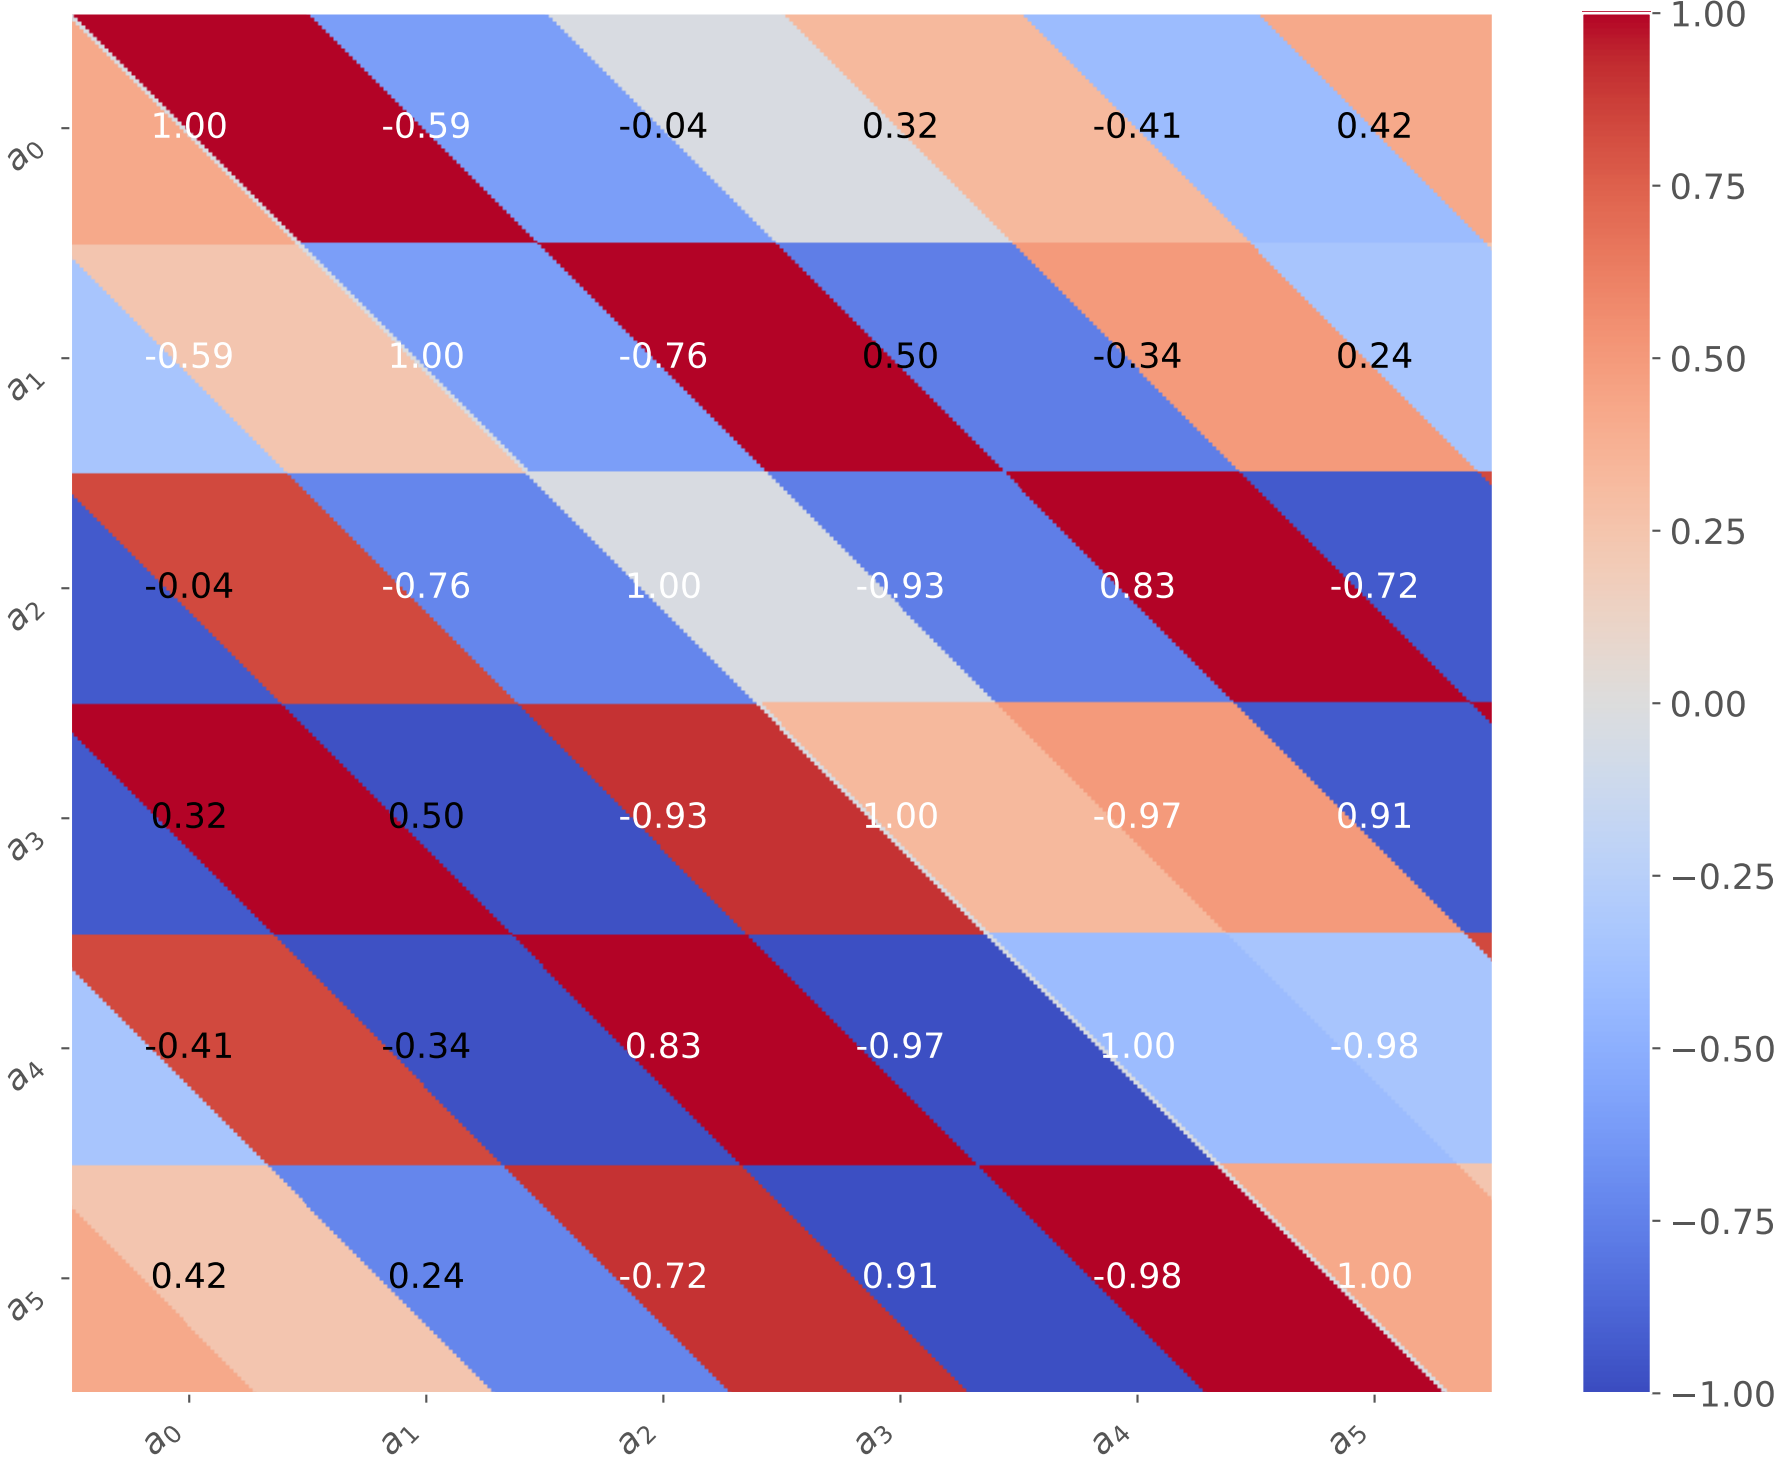 1.00
a0 1.00 -0.59 -0.04 0.32 -0.41 0.42
0.75
a1 -0.59 1.00 -0.76 0.50 -0.34 0.24
0.50
0.25
a2 -0.04 -0.76 1.00 -0.93 0.83 -0.72
0.00
a3 0.32 0.50 -0.93 1.00 -0.97 0.91
−0.25
a4 -0.41 -0.34 0.83 -0.97 1.00 -0.98
−0.50
−0.75
a5 0.42 0.24 -0.72 0.91 -0.98 1.00
−1.00
a0 a1 a2 a3 a4 a5